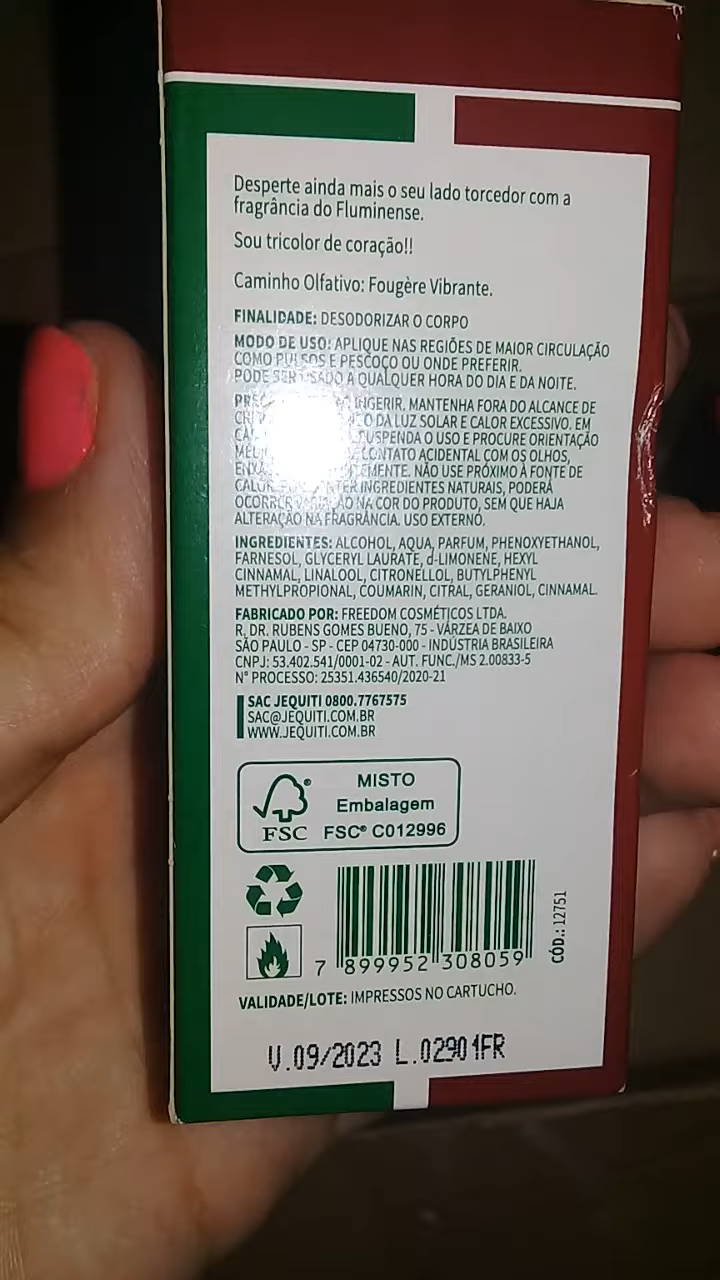 Desperte ainda mais o seu lado torcedor com a
fragrância do Fluminense.
Sou tricolor de coração!!
Caminho Olfativo: Fougère Vibrante.
FINALIDADE: DESODORIZAR O CORPO
MODO DE USO: APLIQUE NAS REGIÕES DE MAIOR CIRCULAÇÃO
COMO PULSOS E PESCOÇO OU ONDE PREFERIR.
PODE SER USADO A QUALQUER HORA DO DIA E DA NOITE.
INGERIR. MANTENHA FORA DO ALCANCE DE
DA LUZ SOLAR E CALOR EXCESSIVO. EM
SUSPENDA O USO E PROCURE ORIENTAÇÃO
CONTATO ACIDENTAL COM OS OLHOS,
NÃO USE PRÓXIMO À FONTE DE
INGREDIENTES NATURAIS, PODERÁ
OCORRER NA COR DO PRODUTO, SEM QUE HAJA
ALTERAÇÃO NA FRAGRÂNCIA. USO EXTERNO.
INGREDIENTES: ALCOHOL, AQUA, PARFUM, PHENOXYETHANOL,
FARNESOL, GLYCERYL LAURATE, d-LIMONENE, HEXYL
CINNAMAL, LINALOOL, CITRONELLOL, BUTYLPHENYL
METHYLPROPIONAL, COUMARIN, CITRAL, GERANIOL, CINNAMAL.
FABRICADO POR: FREEDOM COSMÉTICOS LTDA.
R. DR. RUBENS GOMES BUENO, 75 - VÁRZEA DE BAIXO
SÃO PAULO - SP - CEP 04730-000 - INDÚSTRIA BRASILEIRA
CNPJ: 53.402.541/0001-02 - AUT. FUNC./MS 2.00833-5
N° PROCESSO: 25351.436540/2020-21
SAC JEQUITI 0800.7767575
SAC@JEQUITI.COM.BR
WWW.JEQUITI.COM.BR
MISTO
Embalagem
FSC® C012996
FSC
CÓD.: 12751
7 899952 308059
VALIDADE/LOTE: IMPRESSOS NO CARTUCHO.
V.09/2023 L.02901FR